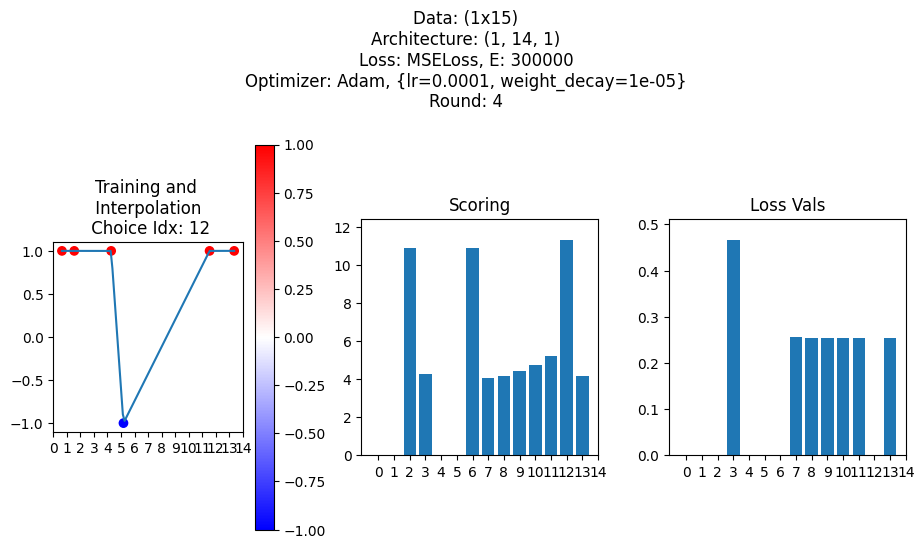 Data: (1x15)
Architecture: (1, 14, 1)
Loss: MSELoss, E: 300000
Optimizer: Adam, {lr=0.0001, weight_decay=1e-05}
Round: 4
Training and
Interpolation
Choice Idx: 12
1.0
0.5
0.0
−0.5
−1.0
0 1 2 3 4 5 6 7 8 9 10 11 12 13 14
1.00
0.75
0.50
0.25
0.00
−0.25
−0.50
−0.75
−1.00
Scoring
12
10
8
6
4
2
0
0 1 2 3 4 5 6 7 8 9 10 11 12 13 14
Loss Vals
0.5
0.4
0.3
0.2
0.1
0.0
0 1 2 3 4 5 6 7 8 9 10 11 12 13 14